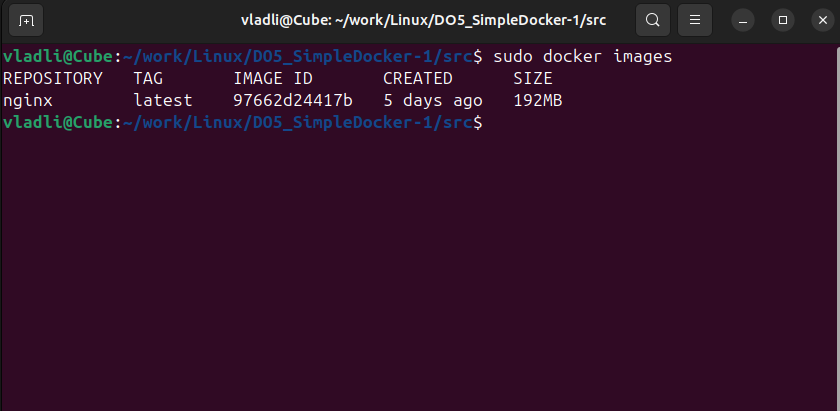 vladli@Cube: ~/work/Linux/DO5_SimpleDocker-1/src
vladli@Cube:~/work/Linux/DO5_SimpleDocker-1/src$ sudo docker images
REPOSITORY   TAG       IMAGE ID       CREATED      SIZE
nginx        latest    97662d24417b   5 days ago   192MB
vladli@Cube:~/work/Linux/DO5_SimpleDocker-1/src$